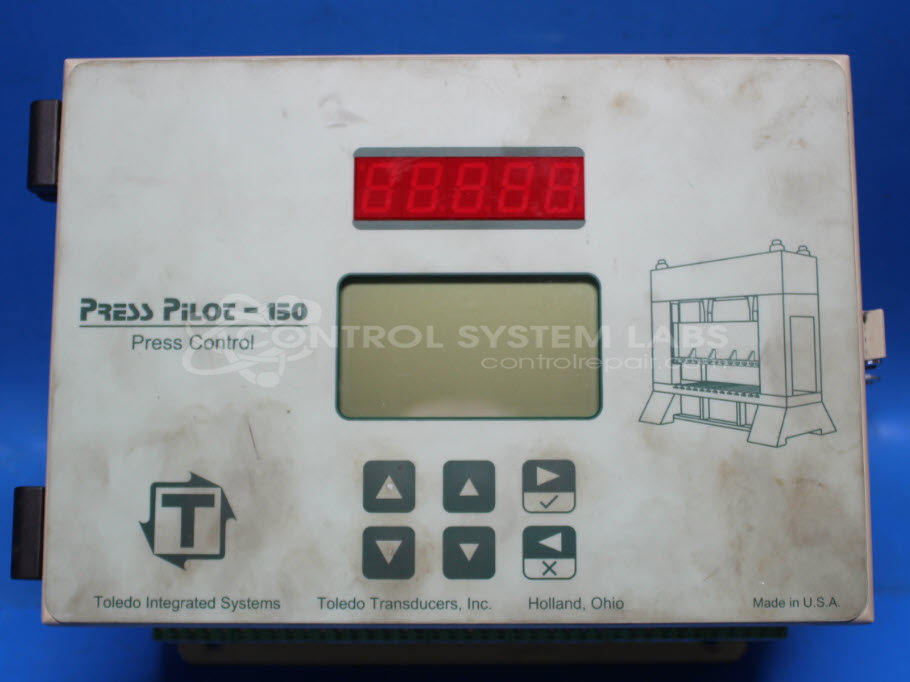 PRESS PILOT - 150
Press Control
CONTROL SYSTEM LABS
controlrepair.com
T
Toledo Integrated Systems Toledo Transducers, Inc. Holland, Ohio Made in U.S.A.